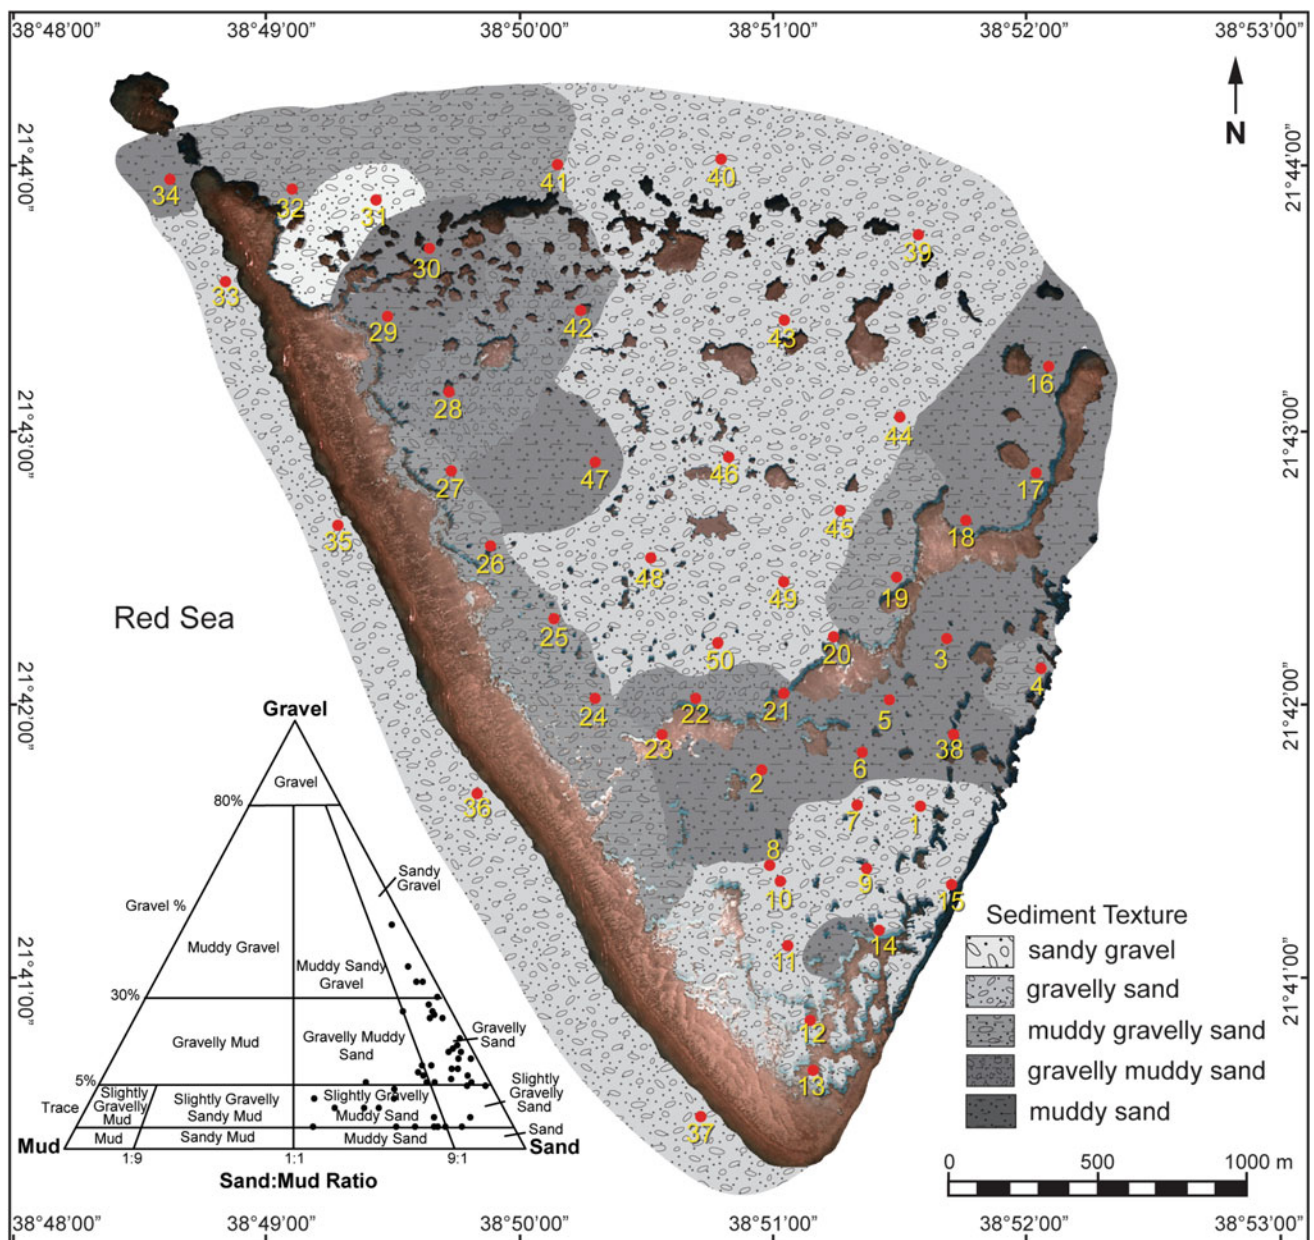 38°48'00" 38°49'00" 38°50'00" 38°51'00" 38°52'00" 38°53'00"
N
21°44'00" 21°44'00"
40
41
34
32
31
39
30
33
29
42
43
16
28
44
21°43'00" 21°43'00"
46
47
27
17
45
18
35
26
48
49
19
Red Sea
25
50
20
3
4
21°42'00" 21°42'00"
24
22
21
5
23
38
2
6
36
7
1
8
10
9
15
14
11
12
13
37
21°41'00" 21°41'00"
Gravel
Gravel
80%
Sandy
Gravel
Gravel %
Muddy Gravel
Muddy Sandy
Gravel
30%
Gravelly Mud
Gravelly Muddy
Sand
Gravelly
Sand
5%
Trace
Slightly
Gravelly
Mud
Slightly Gravelly
Sandy Mud
Slightly Gravelly
Muddy Sand
Slightly
Gravelly
Sand
Mud
Mud
Sandy Mud
Muddy Sand
Sand
Sand
1:9 1:1 9:1
Sand:Mud Ratio
Sediment Texture
sandy gravel
gravelly sand
muddy gravelly sand
gravelly muddy sand
muddy sand
0 500 1000 m
38°48'00" 38°49'00" 38°50'00" 38°51'00" 38°52'00" 38°53'00"